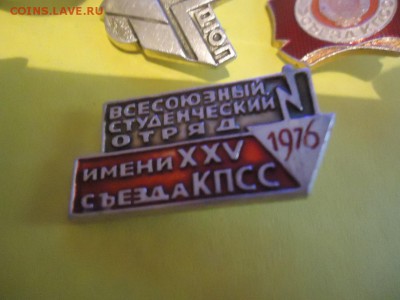 COINS.LAVE.RU
ВСЕСОЮЗНЫЙ
СТУДЕНЧЕСКИЙ
ОТРЯД
1976
ИМЕНИ XXV
СЪЕЗДА КПСС